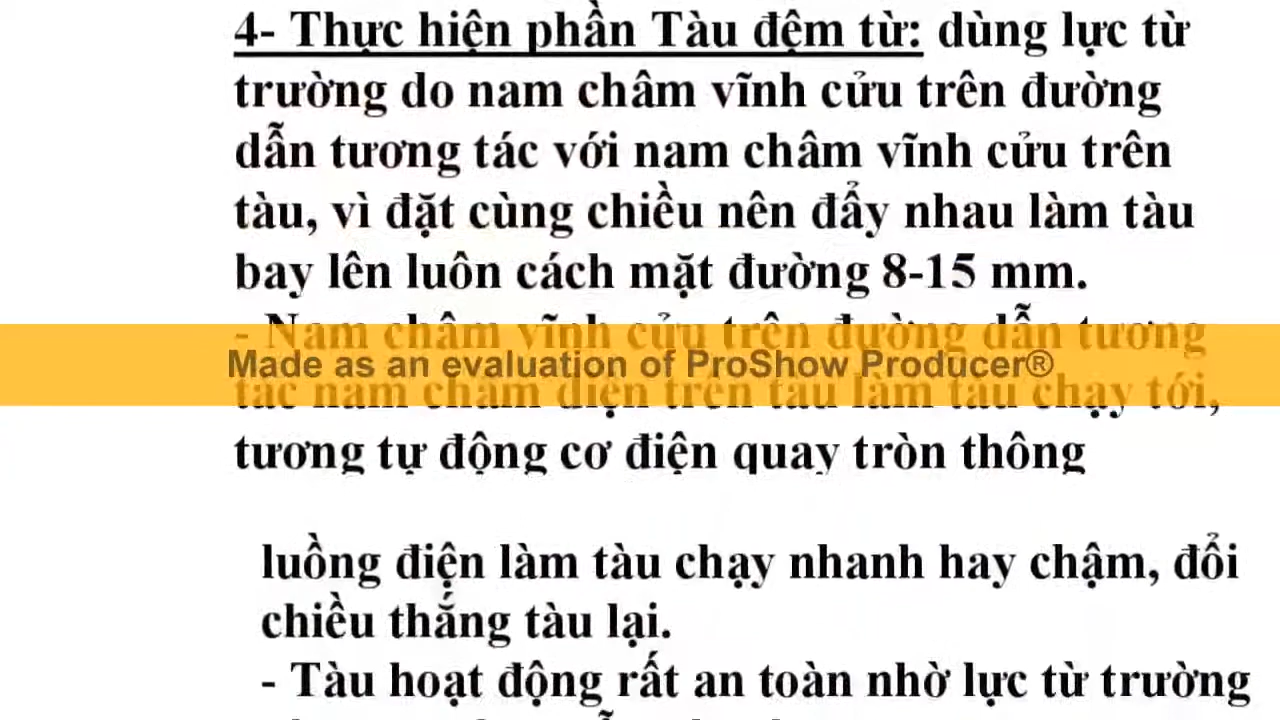 4- Thực hiện phần Tàu đệm từ: dùng lực từ
trường do nam châm vĩnh cửu trên đường
dẫn tương tác với nam châm vĩnh cửu trên
tàu, vì đặt cùng chiều nên đẩy nhau làm tàu
bay lên luôn cách mặt đường 8-15 mm.
- Nam châm vĩnh cửu trên đường dẫn tương
Made as an evaluation of ProShow Producer®
tác nam châm điện trên tàu làm tàu chạy tới,
tương tự động cơ điện quay tròn thông
luồng điện làm tàu chạy nhanh hay chậm, đổi
chiều thắng tàu lại.
- Tàu hoạt động rất an toàn nhờ lực từ trường